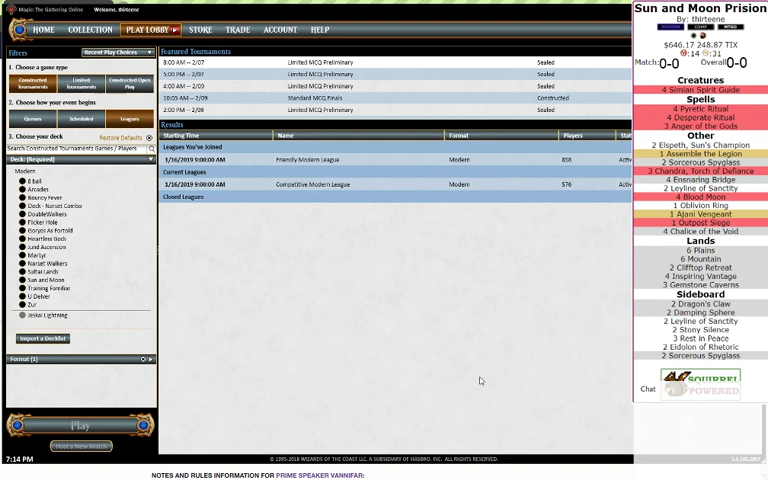 Magic: The Gathering Online Welcome, thirteene
HOME COLLECTION PLAY LOBBY STORE TRADE ACCOUNT HELP
Filters Recent Play Choices
1. Choose a game type
Constructed Tournaments Limited Tournaments Constructed Open Play
2. Choose how your event begins
Queues Scheduled Leagues
3. Choose your deck Restore Defaults
Search Constructed Tournaments Games / Players
Deck: (Required)
Modern
8 ball
Arcades
Bouncy Fever
Deck - Narset Combo
DoubleWalkers
Flicker Hole
Goryos As Foretold
Heartless Gods
Jund Ascension
Martyr
Narset Walkers
Sultai Lands
Sun and Moon
Training Familiar
U Delver
Zur
Jeskai Lightning
Import a Decklist
Format [1]
Play
Host a New Match
7:14 PM
Featured Tournaments
8:00 AM -- 2/07 Limited MCQ Preliminary Sealed
5:00 PM -- 2/07 Limited MCQ Preliminary Sealed
4:00 AM -- 2/09 Limited MCQ Preliminary Sealed
10:05 AM -- 2/09 Standard MCQ Finals Constructed
2:00 PM -- 2/09 Limited MCQ Preliminary Sealed
Results
Starting Time Name Format Players Stat
Leagues You've Joined
1/16/2019 9:00:00 AM Friendly Modern League Modern 858 Activ
Current Leagues
1/16/2019 9:00:00 AM Competitive Modern League Modern 576 Activ
Closed Leagues
© 1995-2018 WIZARDS OF THE COAST LLC, A SUBSIDIARY OF HASBRO, INC. ALL RIGHTS RESERVED.
NOTES AND RULES INFORMATION FOR PRIME SPEAKER VANNIFAR:
Sun and Moon Prision
By: thirteene
MODERN COMP MTGO
$646.17 248.87 TIX
:14 :31
Match: 0-0 Overall 0-0
Creatures
4 Simian Spirit Guide
Spells
4 Pyretic Ritual
4 Desperate Ritual
3 Anger of the Gods
Other
2 Elspeth, Sun's Champion
1 Assemble the Legion
2 Sorcerous Spyglass
3 Chandra, Torch of Defiance
4 Ensnaring Bridge
2 Leyline of Sanctity
4 Blood Moon
1 Oblivion Ring
1 Ajani Vengeant
1 Outpost Siege
4 Chalice of the Void
Lands
6 Plains
6 Mountain
2 Clifftop Retreat
4 Inspiring Vantage
3 Gemstone Caverns
Sideboard
2 Dragon's Claw
2 Damping Sphere
2 Leyline of Sanctity
2 Stony Silence
3 Rest in Peace
2 Eidolon of Rhetoric
2 Sorcerous Spyglass
Chat SQUIRREL POWERED